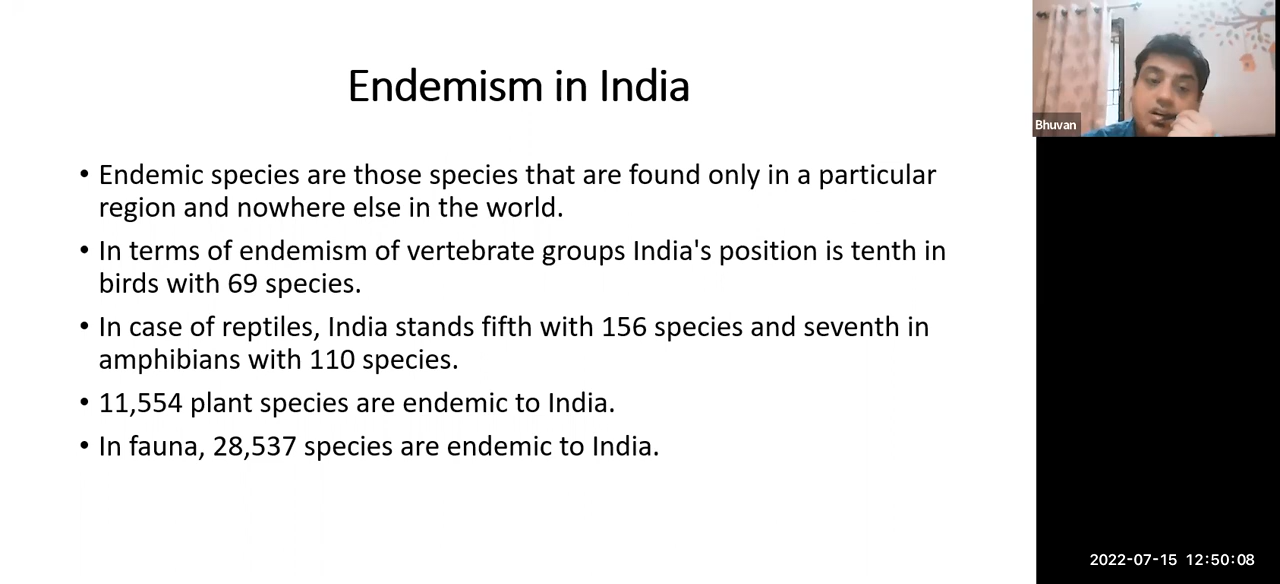 Endemism in India
• Endemic species are those species that are found only in a particular
region and nowhere else in the world.
• In terms of endemism of vertebrate groups India's position is tenth in
birds with 69 species.
• In case of reptiles, India stands fifth with 156 species and seventh in
amphibians with 110 species.
• 11,554 plant species are endemic to India.
• In fauna, 28,537 species are endemic to India.
Bhuvan
2022-07-15 12:50:08